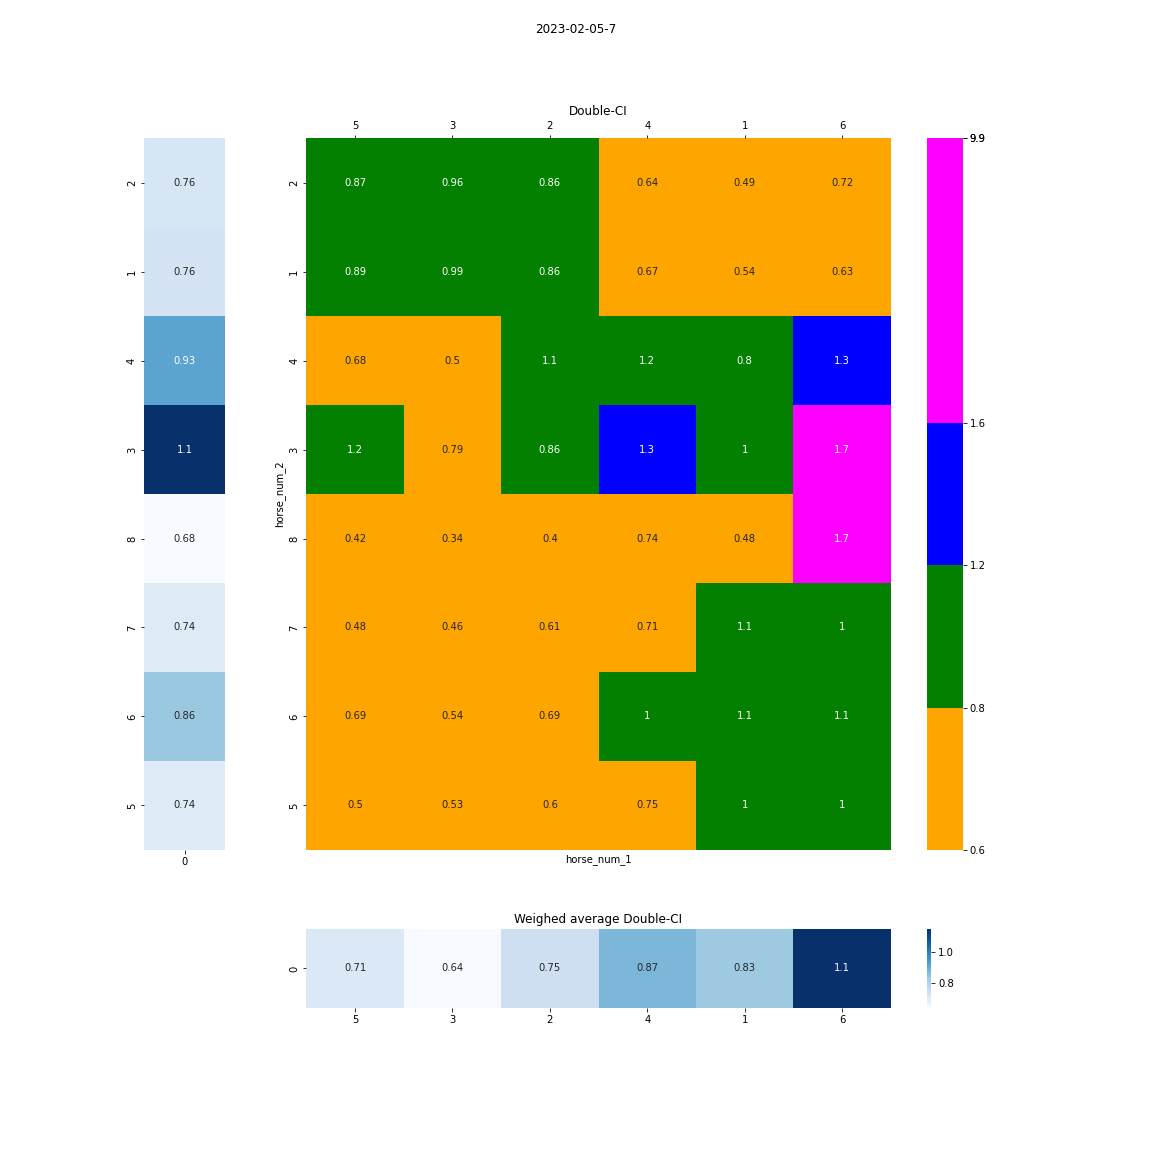 2023-02-05-7
Double-CI
5 3 2 4 1 6
9.9
2 0.76 2 0.87 0.96 0.86 0.64 0.49 0.72
1 0.76 1 0.89 0.99 0.86 0.67 0.54 0.63
4 0.93 4 0.68 0.5 1.1 1.2 0.8 1.3
1.6
3 1.1 3 1.2 0.79 0.86 1.3 1 1.7
horse_num_2
8 0.68 8 0.42 0.34 0.4 0.74 0.48 1.7
1.2
7 0.74 7 0.48 0.46 0.61 0.71 1.1 1
0.8
6 0.86 6 0.69 0.54 0.69 1 1.1 1.1
5 0.74 5 0.5 0.53 0.6 0.75 1 1
0.6
0
horse_num_1
Weighed average Double-CI
1.0
0 0.71 0.64 0.75 0.87 0.83 1.1
0.8
5 3 2 4 1 6